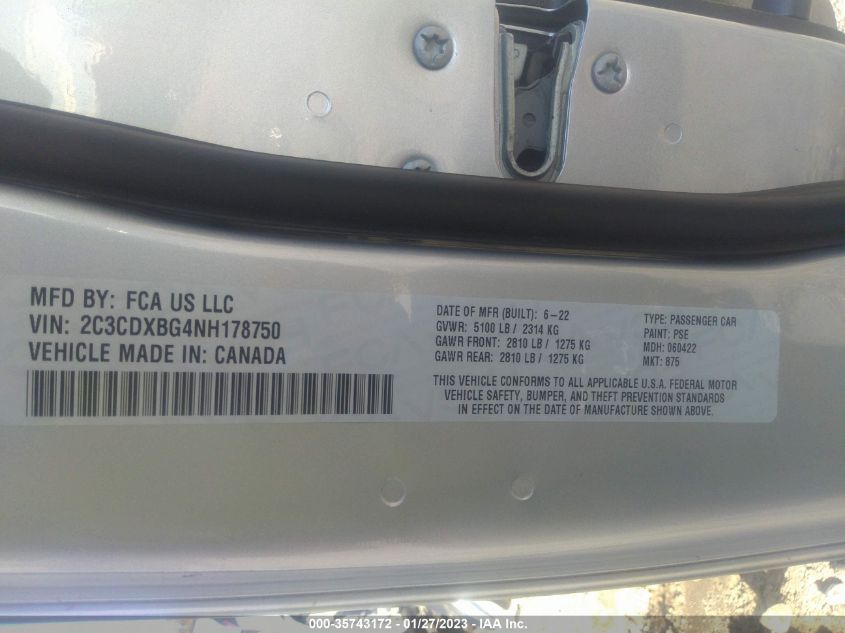 MFD BY: FCA US LLC
VIN: 2C3CDXBG4NH178750
VEHICLE MADE IN: CANADA
DATE OF MFR (BUILT): 6-22
GVWR: 5100 LB / 2314 KG
GAWR FRONT: 2810 LB / 1275 KG
GAWR REAR: 2810 LB / 1275 KG
TYPE: PASSENGER CAR
PAINT: PSE
MDH: 060422
MKT: 875
THIS VEHICLE CONFORMS TO ALL APPLICABLE U.S.A. FEDERAL MOTOR
VEHICLE SAFETY, BUMPER, AND THEFT PREVENTION STANDARDS
IN EFFECT ON THE DATE OF MANUFACTURE SHOWN ABOVE.
000-35743172 - 01/27/2023 - IAA Inc.